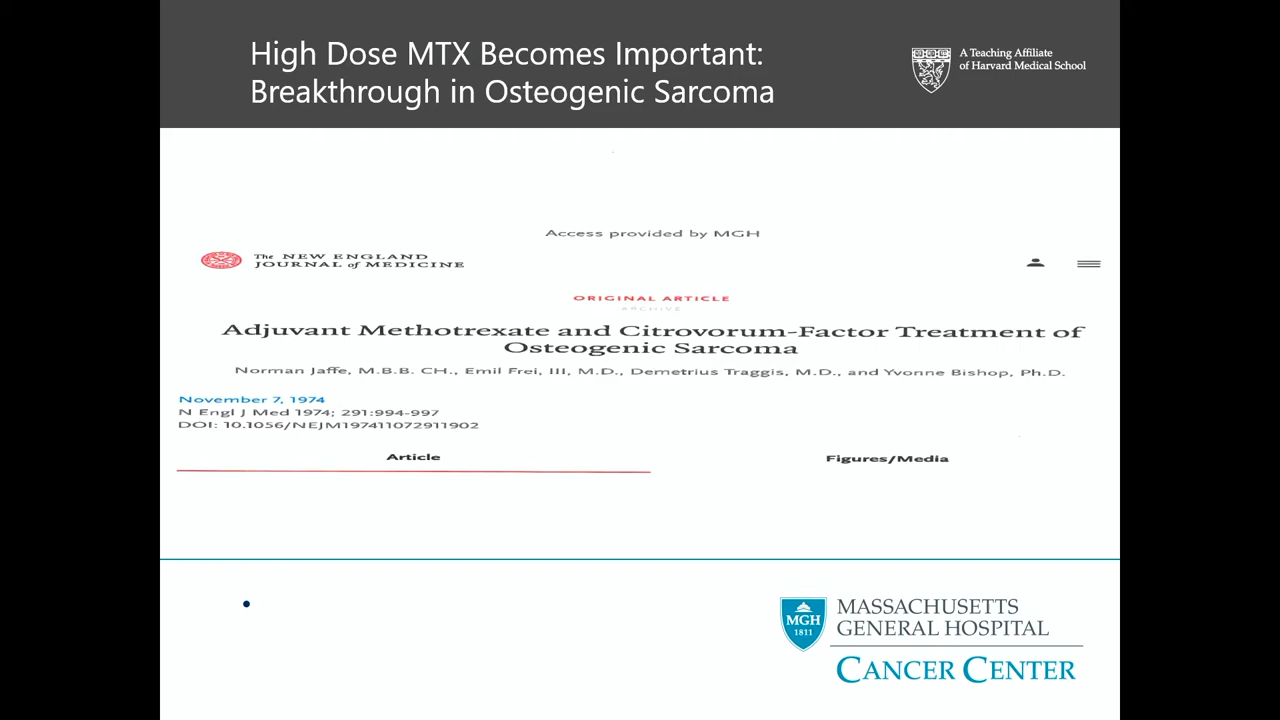 High Dose MTX Becomes Important:
Breakthrough in Osteogenic Sarcoma
A Teaching Affiliate
of Harvard Medical School
Access provided by MGH
The NEW ENGLAND
JOURNAL of MEDICINE
ORIGINAL ARTICLE
ARCHIVE
Adjuvant Methotrexate and Citrovorum-Factor Treatment of
Osteogenic Sarcoma
Norman Jaffe, M.B.B. CH., Emil Frei, III, M.D., Demetrius Traggis, M.D., and Yvonne Bishop, Ph.D.
November 7, 1974
N Engl J Med 1974; 291:994-997
DOI: 10.1056/NEJM197411072911902
Article
Figures/Media
•
MGH
1811
MASSACHUSETTS
GENERAL HOSPITAL
CANCER CENTER